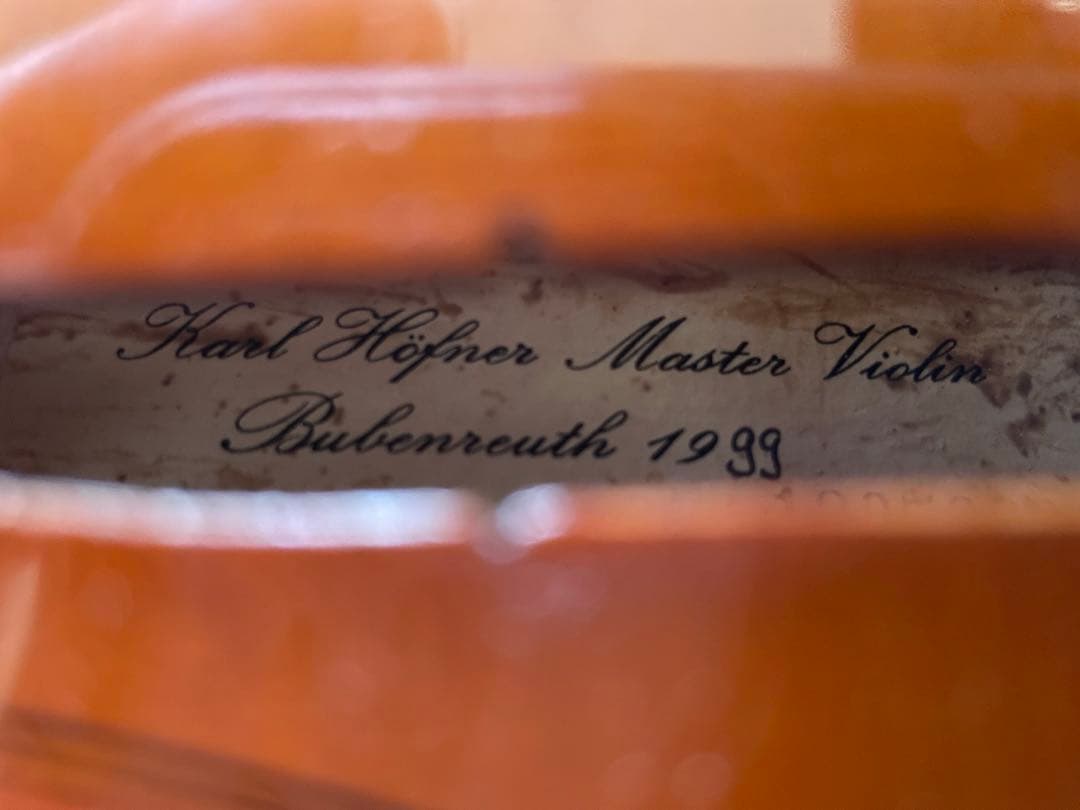 Karl Höfner Master Violin
Bubenreuth 1999